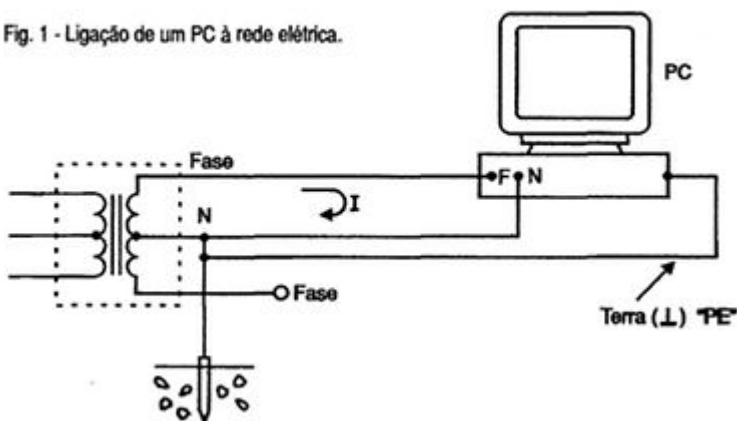 Fig. 1 - Ligação de um PC à rede elétrica.
PC
Fase
F N
I
N
Fase
Terra (⊥) "PE"